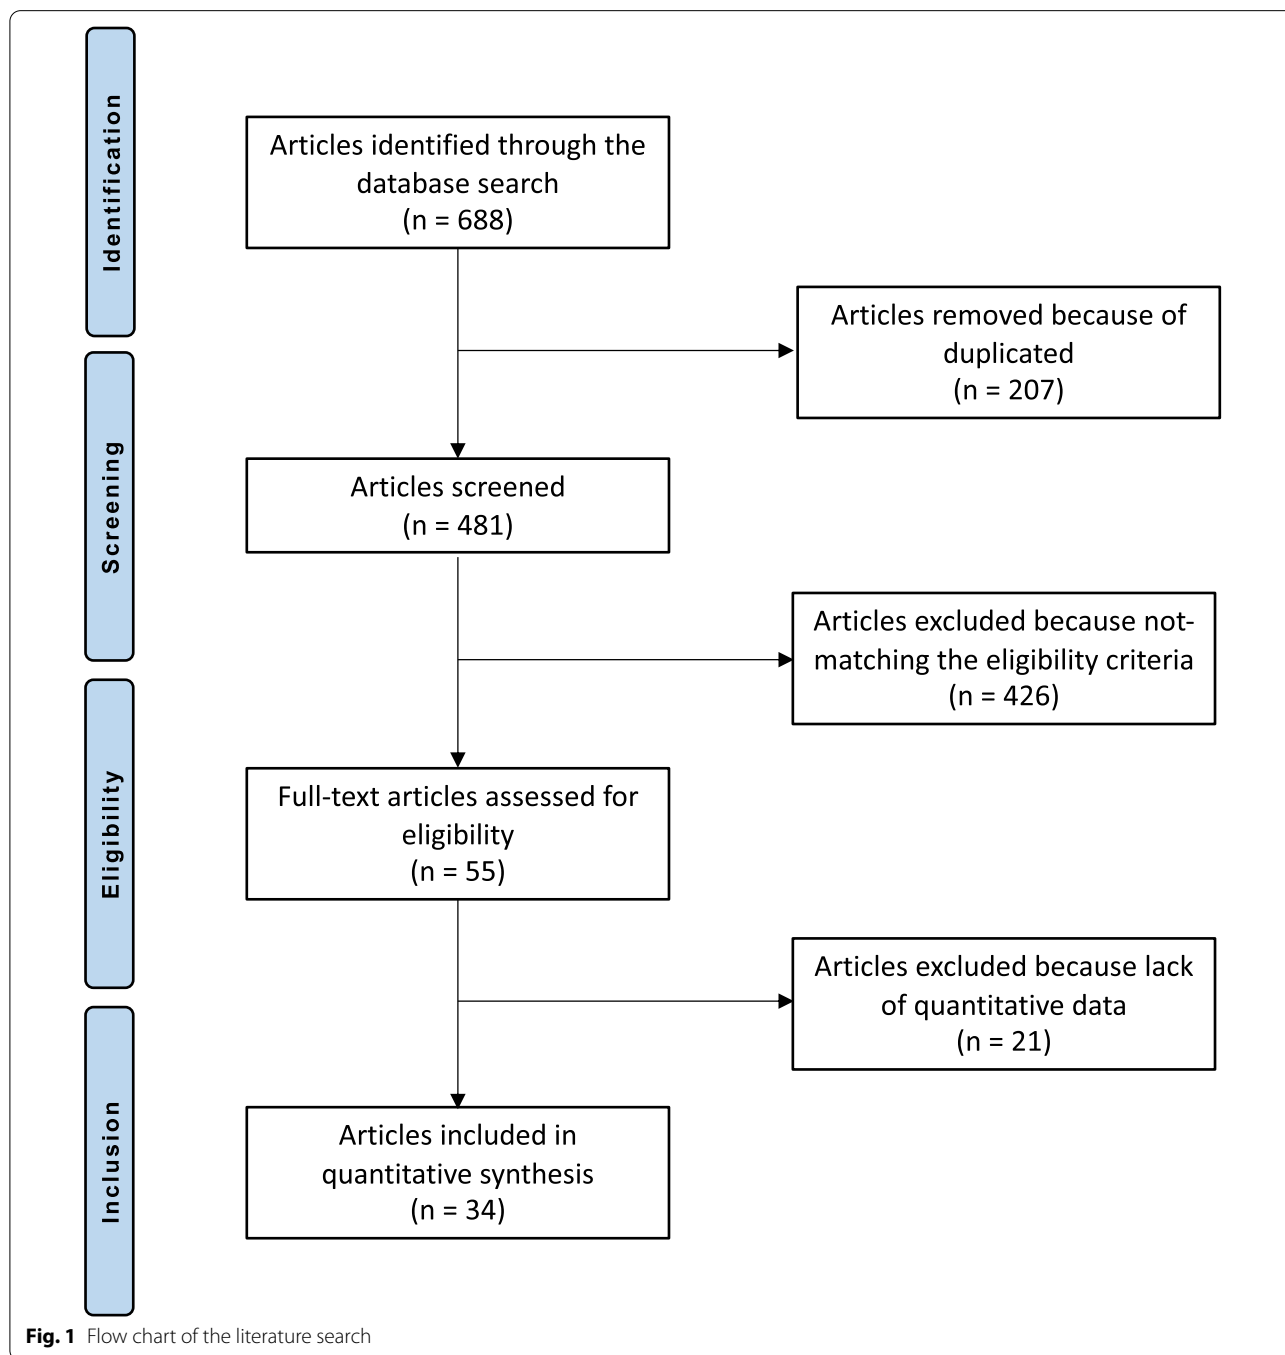 Identification
Articles identified through the
database search
(n = 688)
Articles removed because of
duplicated
(n = 207)
Screening
Articles screened
(n = 481)
Articles excluded because not-
matching the eligibility criteria
(n = 426)
Eligibility
Full-text articles assessed for
eligibility
(n = 55)
Articles excluded because lack
of quantitative data
(n = 21)
Inclusion
Articles included in
quantitative synthesis
(n = 34)
Fig. 1 Flow chart of the literature search